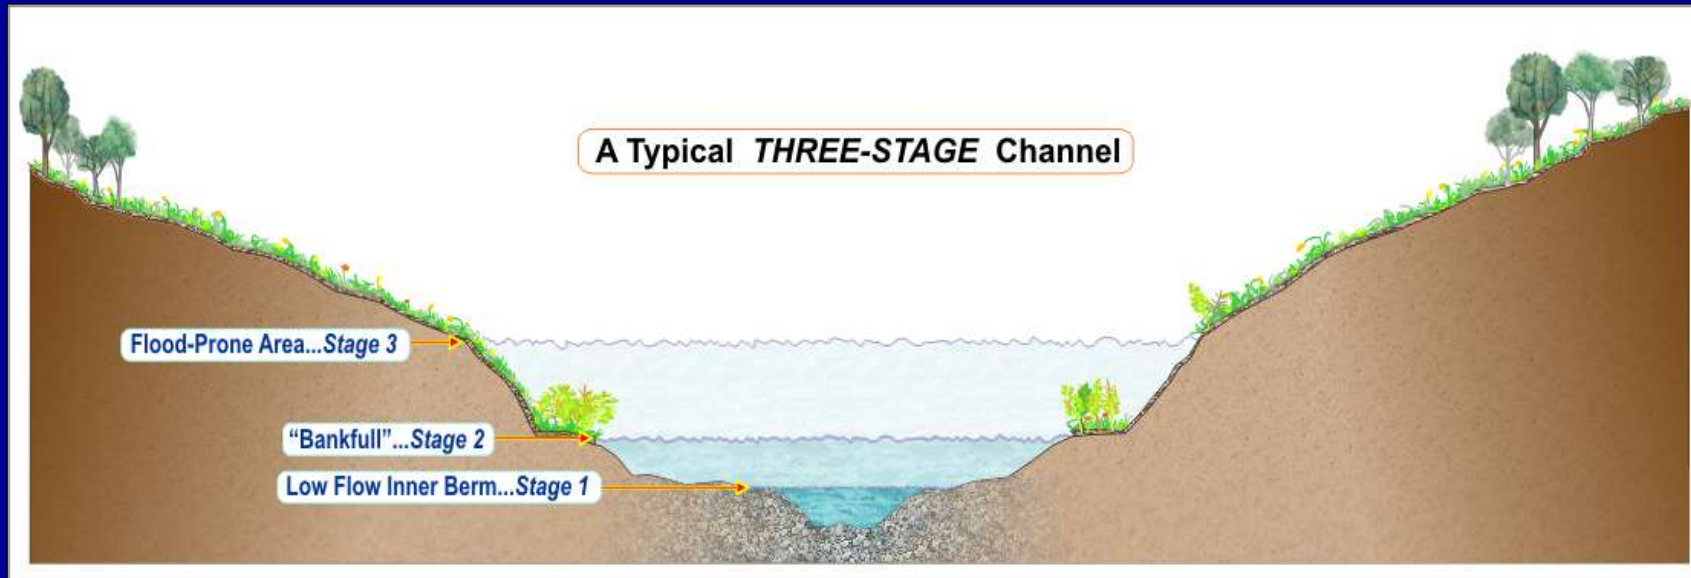 A Typical THREE-STAGE Channel
Flood-Prone Area...Stage 3
“Bankfull”...Stage 2
Low Flow Inner Berm...Stage 1